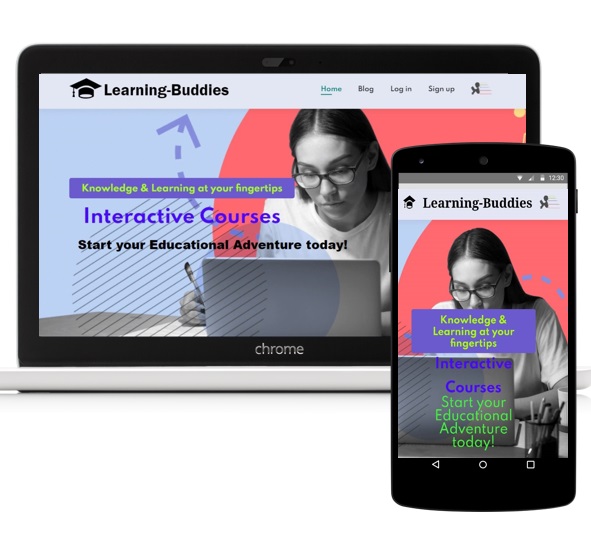 Learning-Buddies
Home Blog Log in Sign up
Knowledge & Learning at your fingertips
Interactive Courses
Start your Educational Adventure today!
chrome
12:30
Learning-Buddies
Knowledge &
Learning at your
fingertips
Interactive
Courses
Start your
Educational
Adventure
today!